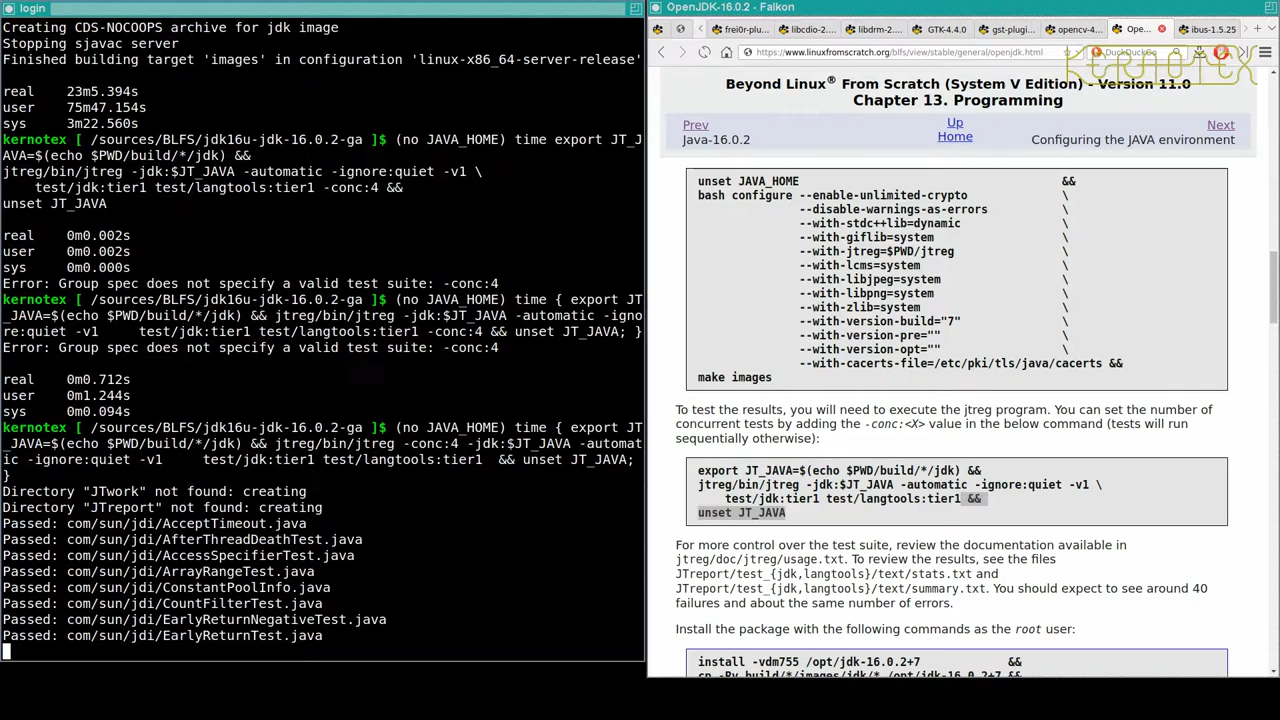 login
Creating CDS-NOCOOPS archive for jdk image
Stopping sjavac server
Finished building target 'images' in configuration 'linux-x86_64-server-release'
real    23m5.394s
user    75m47.154s
sys     3m22.560s
kernotex [ /sources/BLFS/jdk16u-jdk-16.0.2-ga ]$ (no JAVA_HOME) time export JT_J
AVA=$(echo $PWD/build/*/jdk) &&
jtreg/bin/jtreg -jdk:$JT_JAVA -automatic -ignore:quiet -v1 \
    test/jdk:tier1 test/langtools:tier1 -conc:4 &&
unset JT_JAVA
real    0m0.002s
user    0m0.002s
sys     0m0.000s
Error: Group spec does not specify a valid test suite: -conc:4
kernotex [ /sources/BLFS/jdk16u-jdk-16.0.2-ga ]$ (no JAVA_HOME) time { export JT
_JAVA=$(echo $PWD/build/*/jdk) && jtreg/bin/jtreg -jdk:$JT_JAVA -automatic -igno
re:quiet -v1     test/jdk:tier1 test/langtools:tier1 -conc:4 && unset JT_JAVA; }
Error: Group spec does not specify a valid test suite: -conc:4
real    0m0.712s
user    0m1.244s
sys     0m0.094s
kernotex [ /sources/BLFS/jdk16u-jdk-16.0.2-ga ]$ (no JAVA_HOME) time { export JT
_JAVA=$(echo $PWD/build/*/jdk) && jtreg/bin/jtreg -conc:4 -jdk:$JT_JAVA -automat
ic -ignore:quiet -v1     test/jdk:tier1 test/langtools:tier1  && unset JT_JAVA;
}
Directory "JTwork" not found: creating
Directory "JTreport" not found: creating
Passed: com/sun/jdi/AcceptTimeout.java
Passed: com/sun/jdi/AfterThreadDeathTest.java
Passed: com/sun/jdi/AccessSpecifierTest.java
Passed: com/sun/jdi/ArrayRangeTest.java
Passed: com/sun/jdi/ConstantPoolInfo.java
Passed: com/sun/jdi/CountFilterTest.java
Passed: com/sun/jdi/EarlyReturnNegativeTest.java
Passed: com/sun/jdi/EarlyReturnTest.java
OpenJDK-16.0.2 - Falkon
frei0r-plu... libcdio-2... libdrm-2... GTK-4.4.0 gst-plugin... opencv-4... Ope... ibus-1.5.25
https://www.linuxfromscratch.org/blfs/view/stable/general/openjdk.html DuckDuckGo
KERNOTEX
Beyond Linux® From Scratch (System V Edition) - Version 11.0
Chapter 13. Programming
Prev Up Next
Java-16.0.2 Home Configuring the JAVA environment
unset JAVA_HOME                                  &&
bash configure --enable-unlimited-crypto         \
               --disable-warnings-as-errors      \
               --with-stdc++lib=dynamic          \
               --with-giflib=system              \
               --with-jtreg=$PWD/jtreg           \
               --with-lcms=system                \
               --with-libjpeg=system             \
               --with-libpng=system              \
               --with-zlib=system                \
               --with-version-build="7"          \
               --with-version-pre=""             \
               --with-version-opt=""             \
               --with-cacerts-file=/etc/pki/tls/java/cacerts &&
make images
To test the results, you will need to execute the jtreg program. You can set the number of
concurrent tests by adding the -conc:<X> value in the below command (tests will run
sequentially otherwise):
export JT_JAVA=$(echo $PWD/build/*/jdk) &&
jtreg/bin/jtreg -jdk:$JT_JAVA -automatic -ignore:quiet -v1 \
    test/jdk:tier1 test/langtools:tier1 &&
unset JT_JAVA
For more control over the test suite, review the documentation available in
jtreg/doc/jtreg/usage.txt. To review the results, see the files
JTreport/test_{jdk,langtools}/text/stats.txt and
JTreport/test_{jdk,langtools}/text/summary.txt. You should expect to see around 40
failures and about the same number of errors.
Install the package with the following commands as the root user:
install -vdm755 /opt/jdk-16.0.2+7             &&
cp -Rv build/*/images/jdk/* /opt/jdk-16.0.2+7 &&